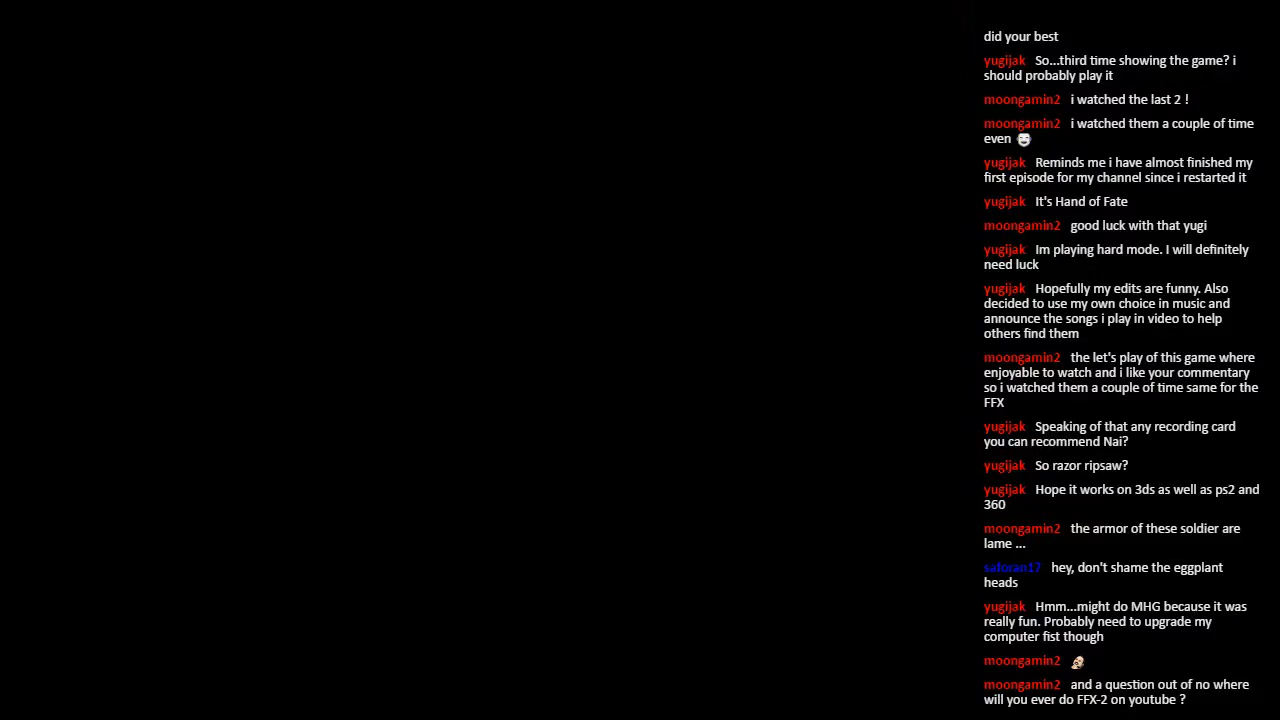 did your best
yugijak So...third time showing the game? i
should probably play it
moongamin2 i watched the last 2 !
moongamin2 i watched them a couple of time
even
yugijak Reminds me i have almost finished my
first episode for my channel since i restarted it
yugijak It's Hand of Fate
moongamin2 good luck with that yugi
yugijak Im playing hard mode. I will definitely
need luck
yugijak Hopefully my edits are funny. Also
decided to use my own choice in music and
announce the songs i play in video to help
others find them
moongamin2 the let's play of this game where
enjoyable to watch and i like your commentary
so i watched them a couple of time same for the
FFX
yugijak Speaking of that any recording card
you can recommend Nai?
yugijak So razor ripsaw?
yugijak Hope it works on 3ds as well as ps2 and
360
moongamin2 the armor of these soldier are
lame ...
saforan17 hey, don't shame the eggplant
heads
yugijak Hmm...might do MHG because it was
really fun. Probably need to upgrade my
computer fist though
moongamin2
moongamin2 and a question out of no where
will you ever do FFX-2 on youtube ?